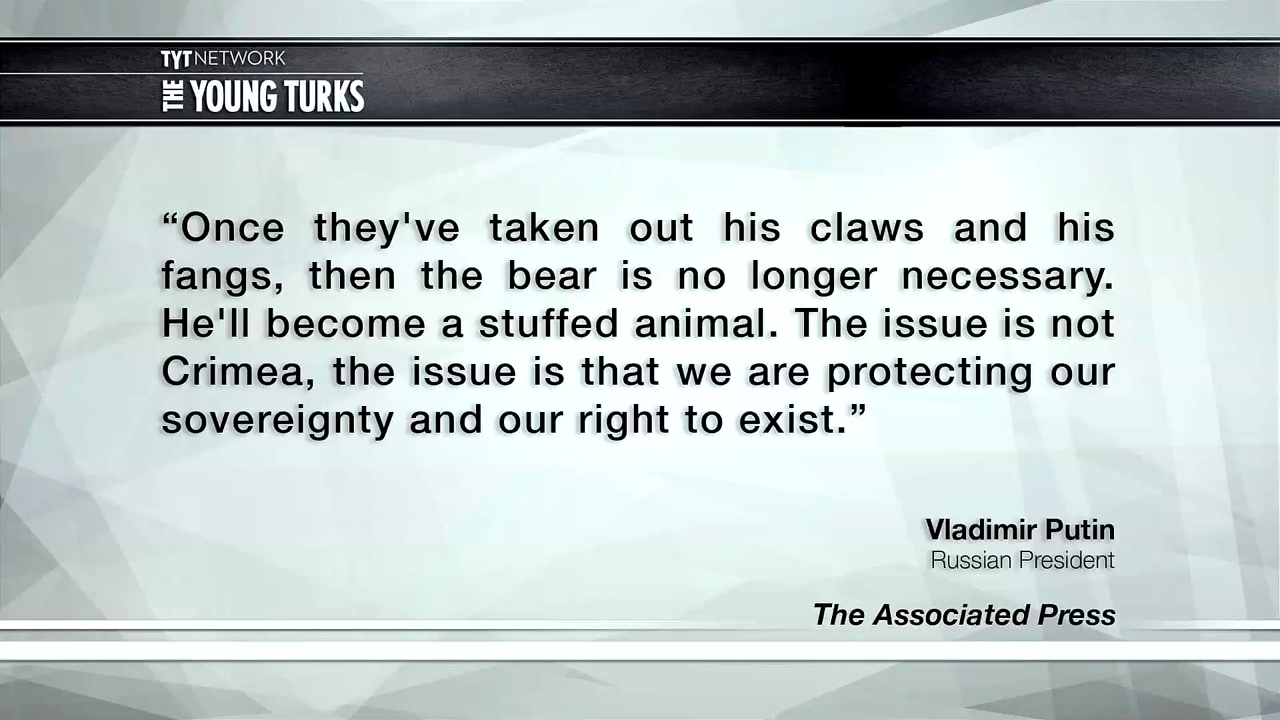 TYT NETWORK
THE YOUNG TURKS
“Once they've taken out his claws and his
fangs, then the bear is no longer necessary.
He'll become a stuffed animal. The issue is not
Crimea, the issue is that we are protecting our
sovereignty and our right to exist.”
Vladimir Putin
Russian President
The Associated Press